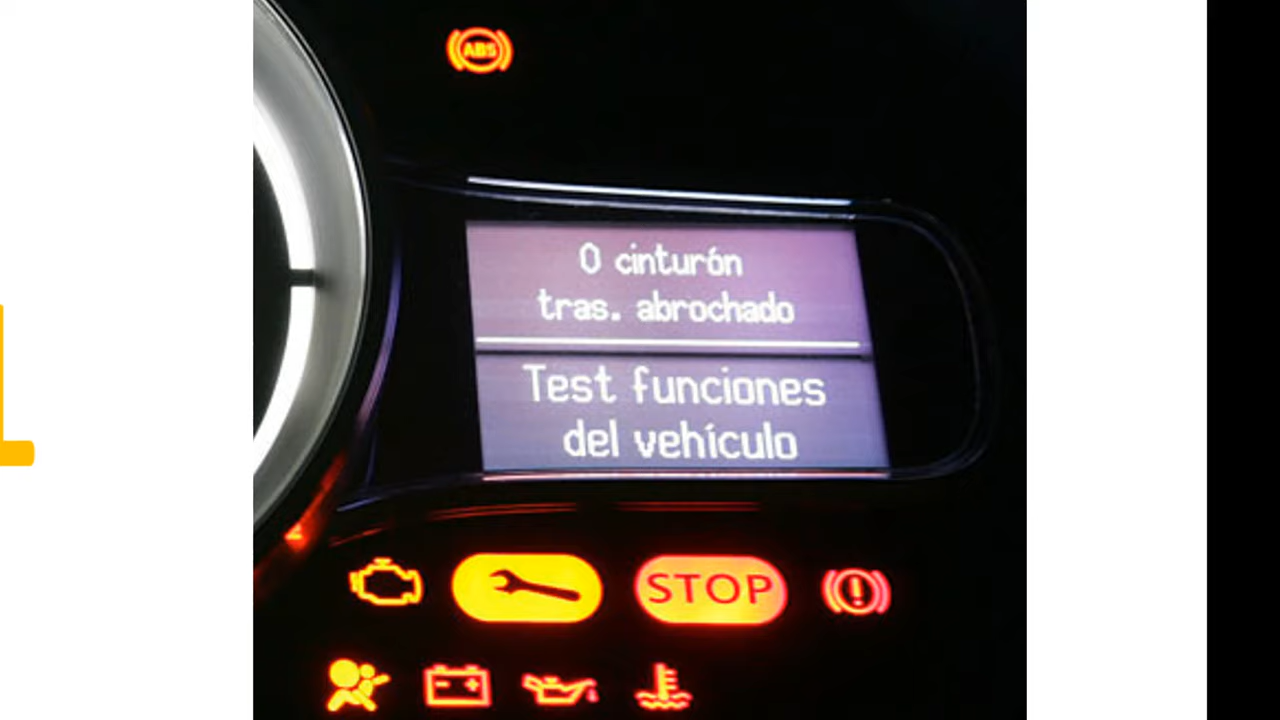 ABS
0 cinturón
tras. abrochado
Test funciones
del vehículo
STOP